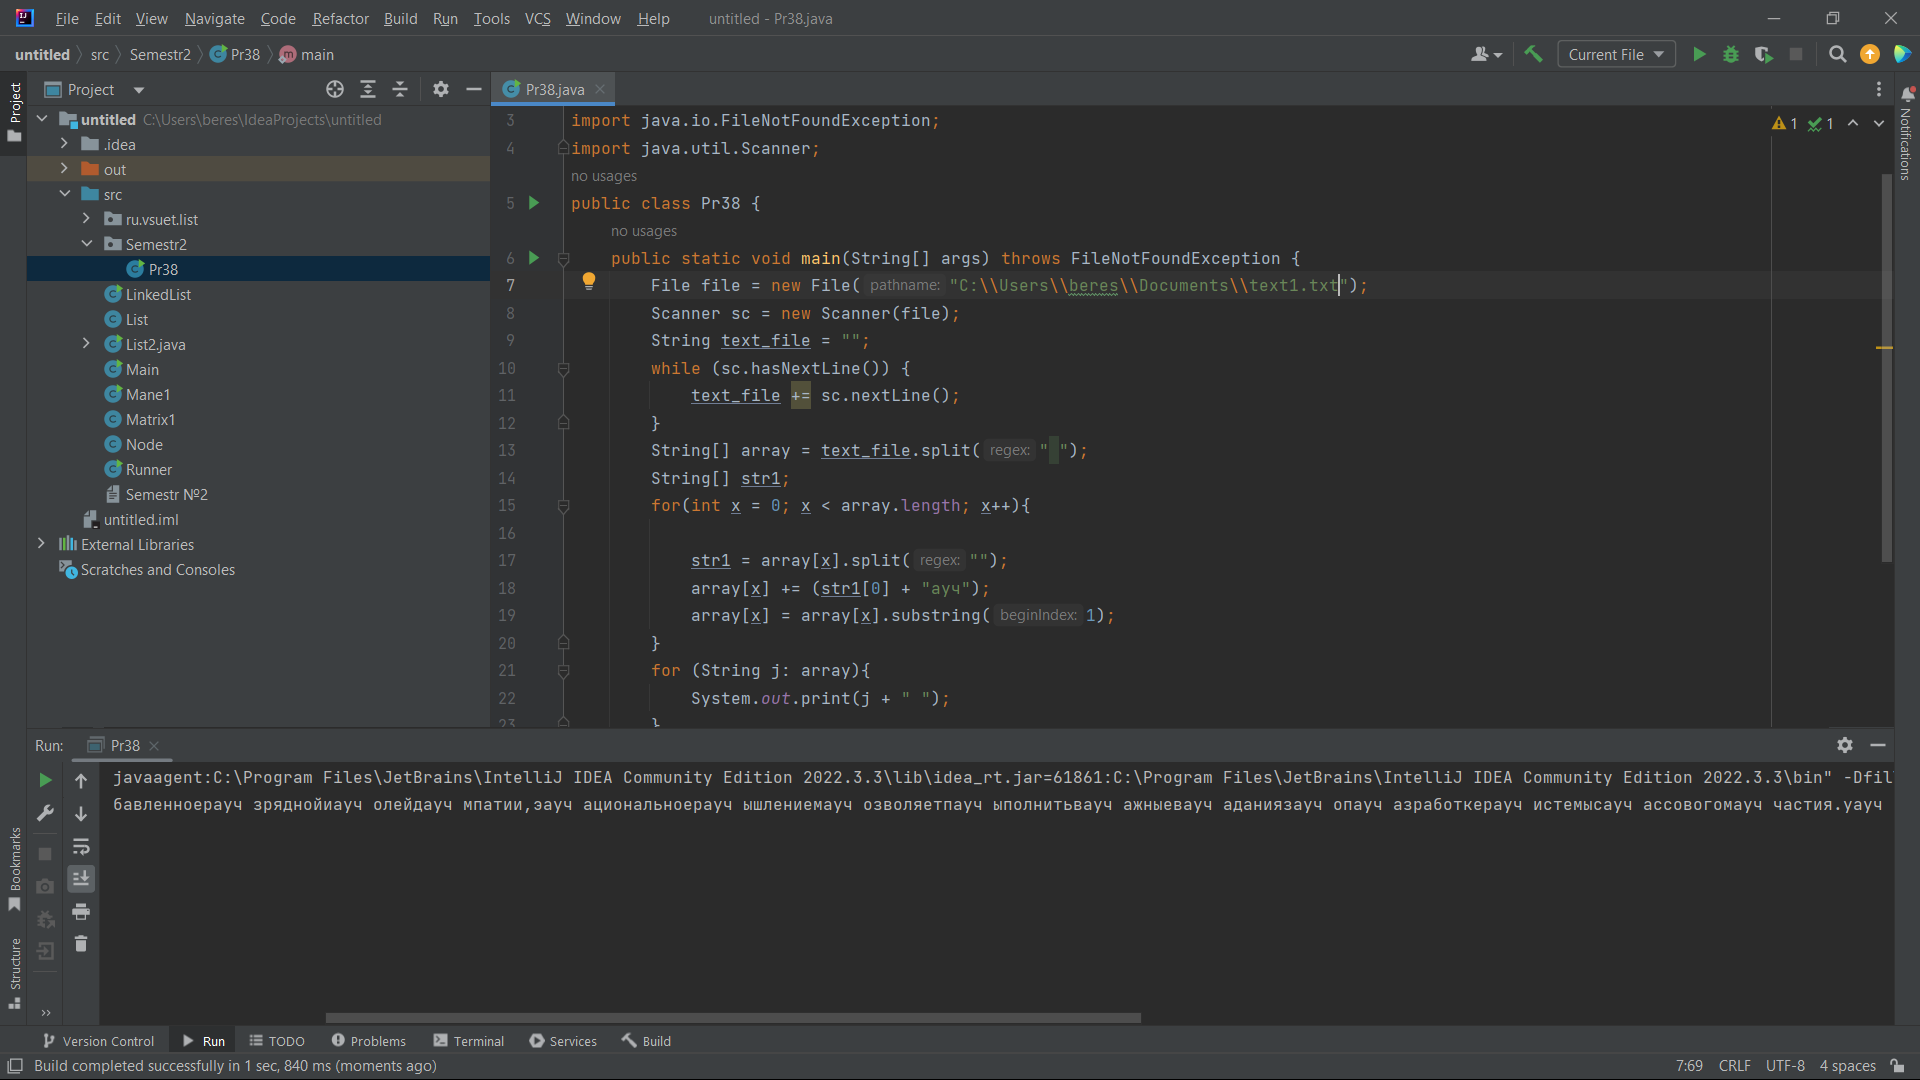 File Edit View Navigate Code Refactor Build Run Tools VCS Window Help untitled - Pr38.java
untitled src Semestr2 Pr38 main Current File
Project Pr38.java
untitled C:\Users\beres\IdeaProjects\untitled
.idea
out
src
ru.vsuet.list
Semestr2
Pr38
LinkedList
List
List2.java
Main
Mane1
Matrix1
Node
Runner
Semestr №2
untitled.iml
External Libraries
Scratches and Consoles
Project
Bookmarks
Structure
Notifications
1 1
3 import java.io.FileNotFoundException;
4 import java.util.Scanner;
no usages
5 public class Pr38 {
no usages
6 public static void main(String[] args) throws FileNotFoundException {
7 File file = new File( pathname: "C:\\Users\\beres\\Documents\\text1.txt");
8 Scanner sc = new Scanner(file);
9 String text_file = "";
10 while (sc.hasNextLine()) {
11 text_file += sc.nextLine();
12 }
13 String[] array = text_file.split( regex: " ");
14 String[] str1;
15 for(int x = 0; x < array.length; x++){
16
17 str1 = array[x].split( regex: "");
18 array[x] += (str1[0] + "ауч");
19 array[x] = array[x].substring( beginIndex: 1);
20 }
21 for (String j: array){
22 System.out.print(j + " ");
23 }
Run: Pr38
javaagent:C:\Program Files\JetBrains\IntelliJ IDEA Community Edition 2022.3.3\lib\idea_rt.jar=61861:C:\Program Files\JetBrains\IntelliJ IDEA Community Edition 2022.3.3\bin" -Dfil
бавленноерауч зряднойиауч олейдауч мпатии,эауч ациональноерауч ышлениемауч озволяетпауч ыполнитьвауч ажныевауч аданиязауч опауч азработкерауч истемысауч ассовогомауч частия.уауч
Version Control Run TODO Problems Terminal Services Build
Build completed successfully in 1 sec, 840 ms (moments ago) 7:69 CRLF UTF-8 4 spaces